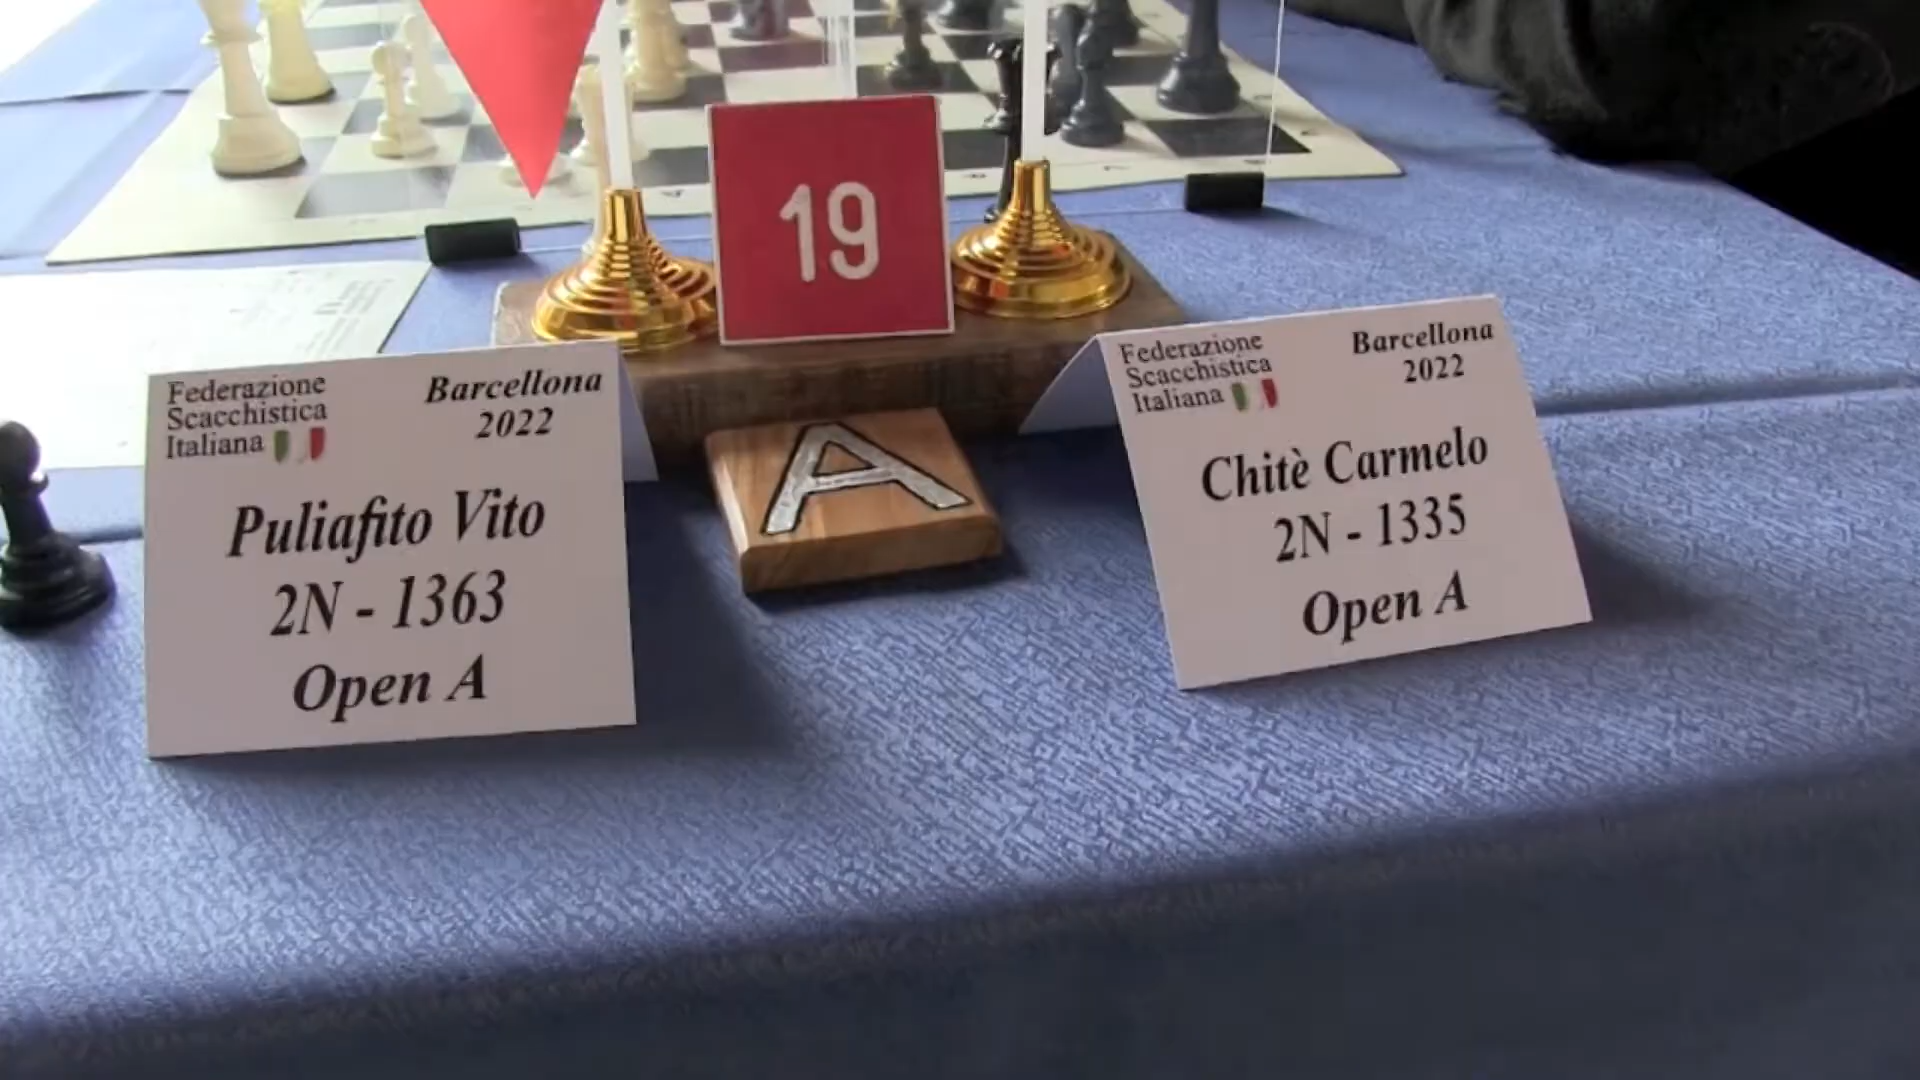 19
Federazione
Scacchistica
Italiana
Barcellona
2022
Puliafito Vito
2N - 1363
Open A
A
Federazione
Scacchistica
Italiana
Barcellona
2022
Chitè Carmelo
2N - 1335
Open A